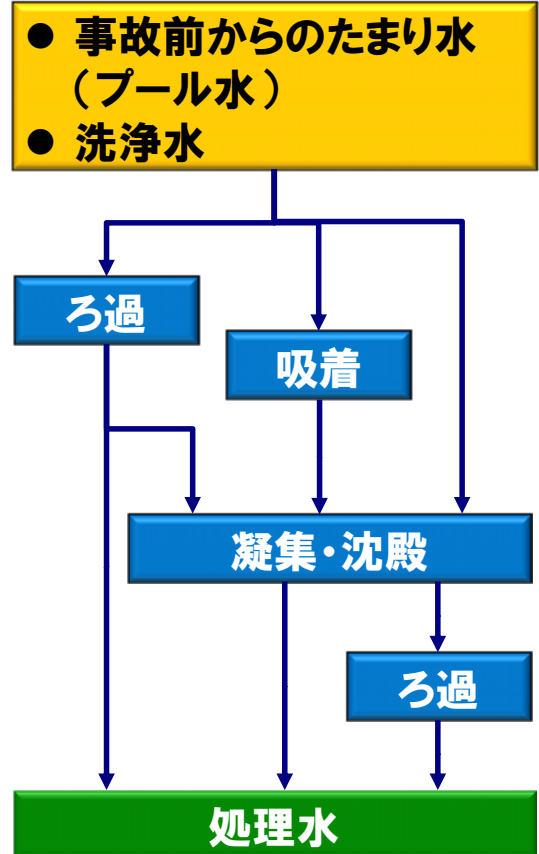 ● 事故前からのたまり水
（プール水）
● 洗浄水
ろ過
吸着
凝集・沈殿
ろ過
処理水